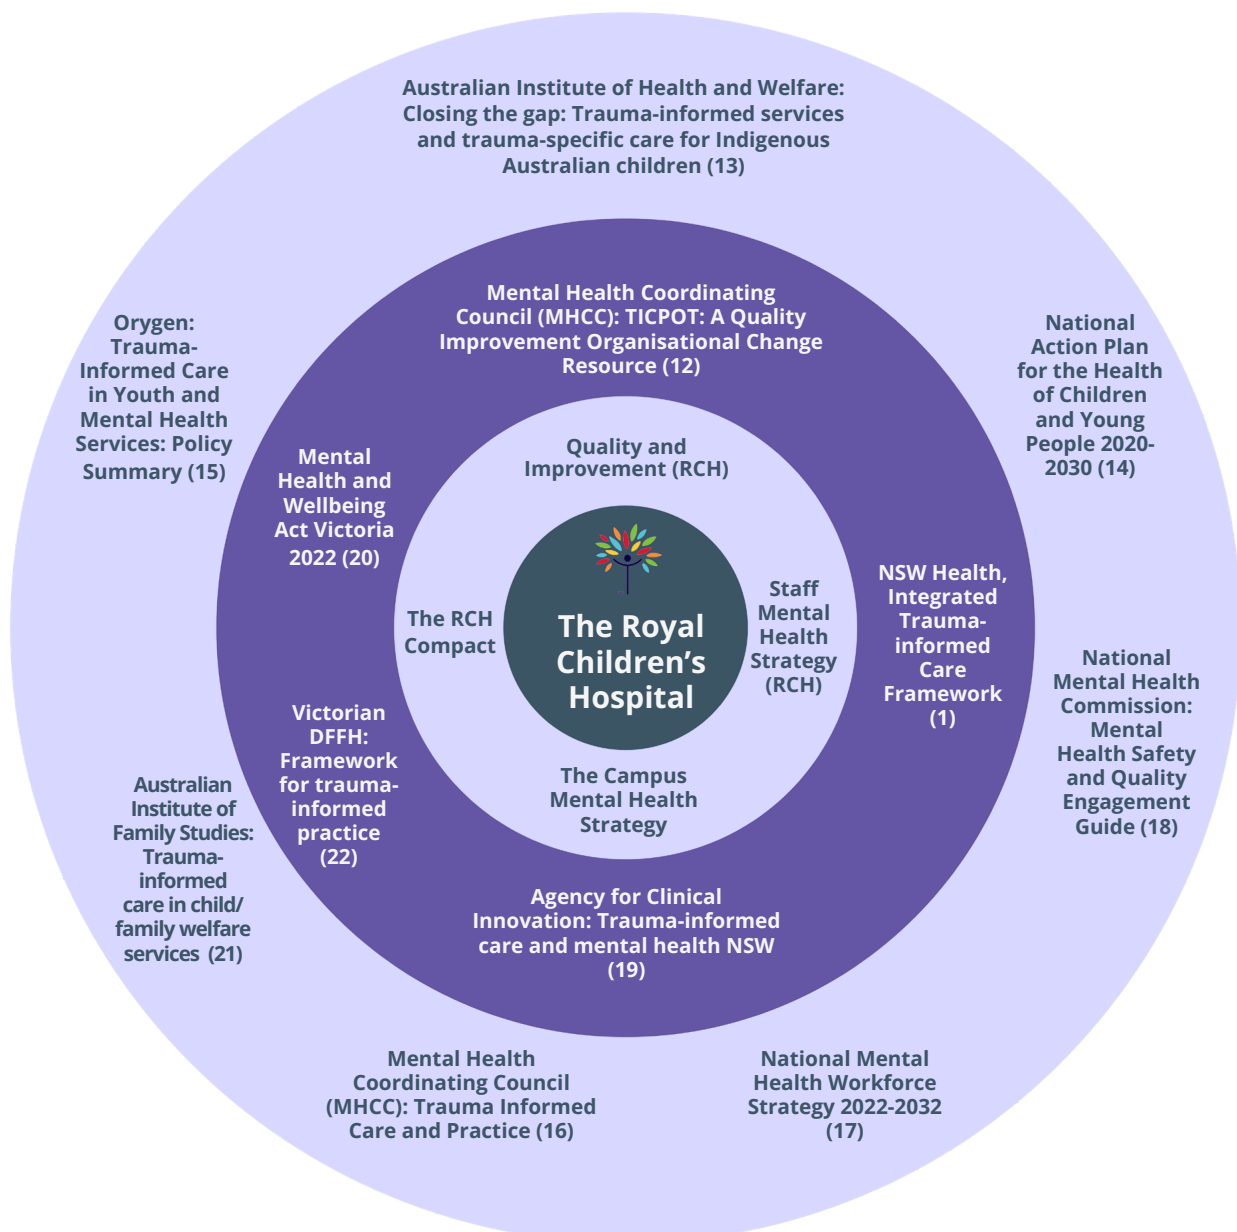 Australian Institute of Health and Welfare:
Closing the gap: Trauma-informed services
and trauma-specific care for Indigenous
Australian children (13)
Mental Health Coordinating
Council (MHCC): TICPOT: A Quality
Improvement Organisational Change
Resource (12)
Orygen:
Trauma-
Informed Care
in Youth and
Mental Health
Services: Policy
Summary (15)
National
Action Plan
for the Health
of Children
and Young
People 2020-
2030 (14)
Mental
Health and
Wellbeing
Act Victoria
2022 (20)
Quality and
Improvement (RCH)
The RCH
Compact
The Royal
Children’s
Hospital
Staff
Mental
Health
Strategy
(RCH)
NSW Health,
Integrated
Trauma-
informed
Care
Framework
(1)
National
Mental Health
Commission:
Mental
Health Safety
and Quality
Engagement
Guide (18)
Victorian
DFFH:
Framework
for trauma-
informed
practice
(22)
The Campus
Mental Health
Strategy
Australian
Institute of
Family Studies:
Trauma-
informed
care in child/
family welfare
services (21)
Agency for Clinical
Innovation: Trauma-informed
care and mental health NSW
(19)
Mental Health
Coordinating Council
(MHCC): Trauma Informed
Care and Practice (16)
National Mental
Health Workforce
Strategy 2022-2032
(17)